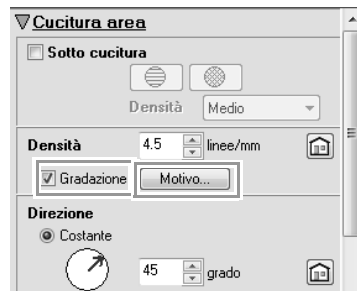 Cucitura area
Sotto cucitura
Densità Medio
Densità 4.5 linee/mm
Gradazione Motivo...
Direzione
Costante
45 grado